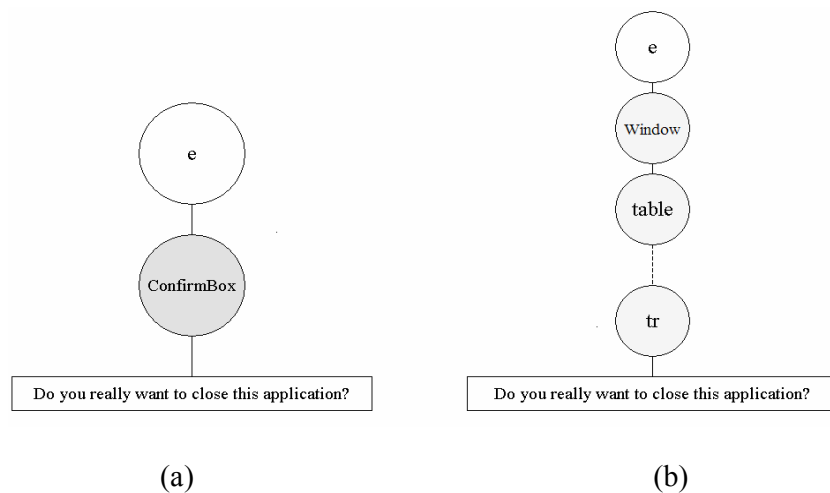 e
ConfirmBox
Do you really want to close this application?
(a)
e
Window
table
tr
Do you really want to close this application?
(b)